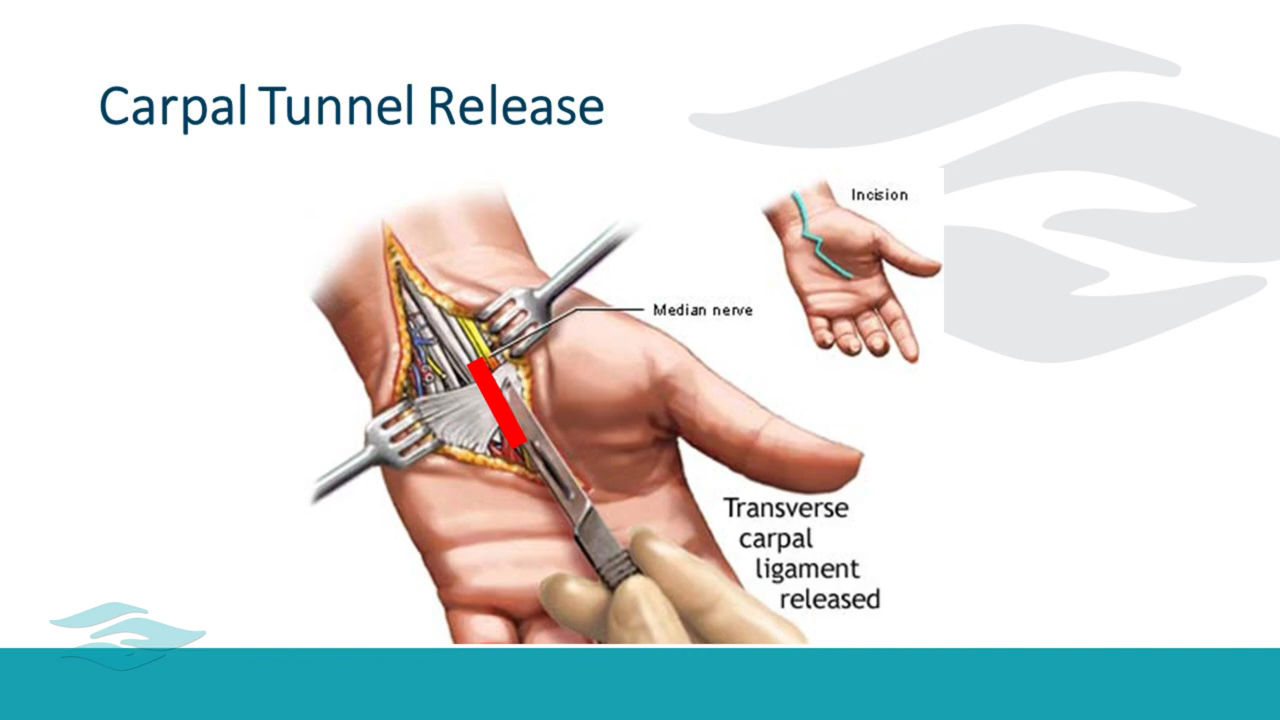 Carpal Tunnel Release
Incision
Median nerve
Transverse
carpal
ligament
released